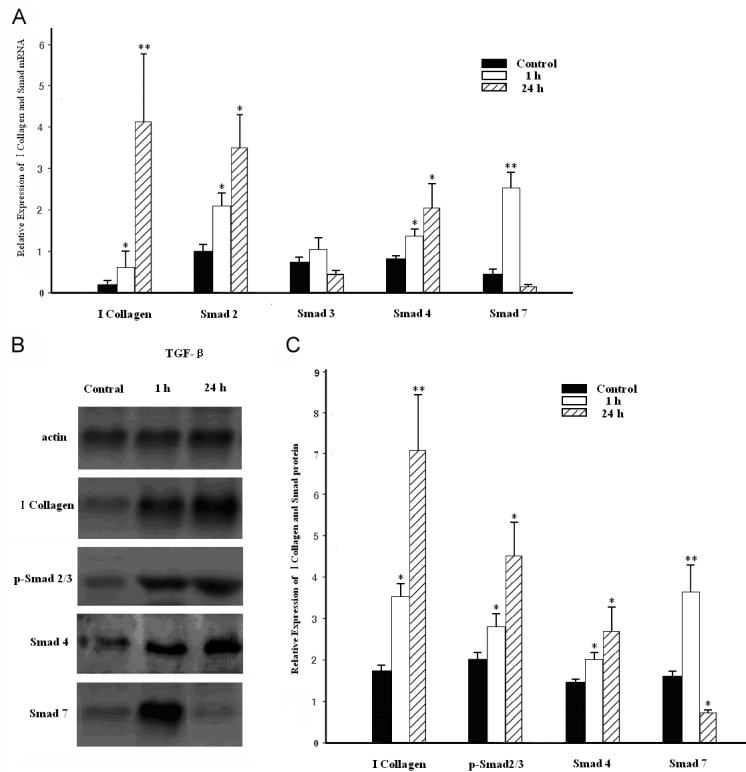 A
Relative Expression of I Collagen and Smad mRNA
6
5
4
3
2
1
0
** * * * * * **
Control
1 h
24 h
I Collagen Smad 2 Smad 3 Smad 4 Smad 7
B
TGF-β
Contral 1 h 24 h
actin
I Collagen
p-Smad 2/3
Smad 4
Smad 7
C
Relative Expression of I Collagen and Smad protein
9
8
7
6
5
4
3
2
1
0
** * * * * * ** *
Control
1 h
24 h
I Collagen p-Smad2/3 Smad 4 Smad 7